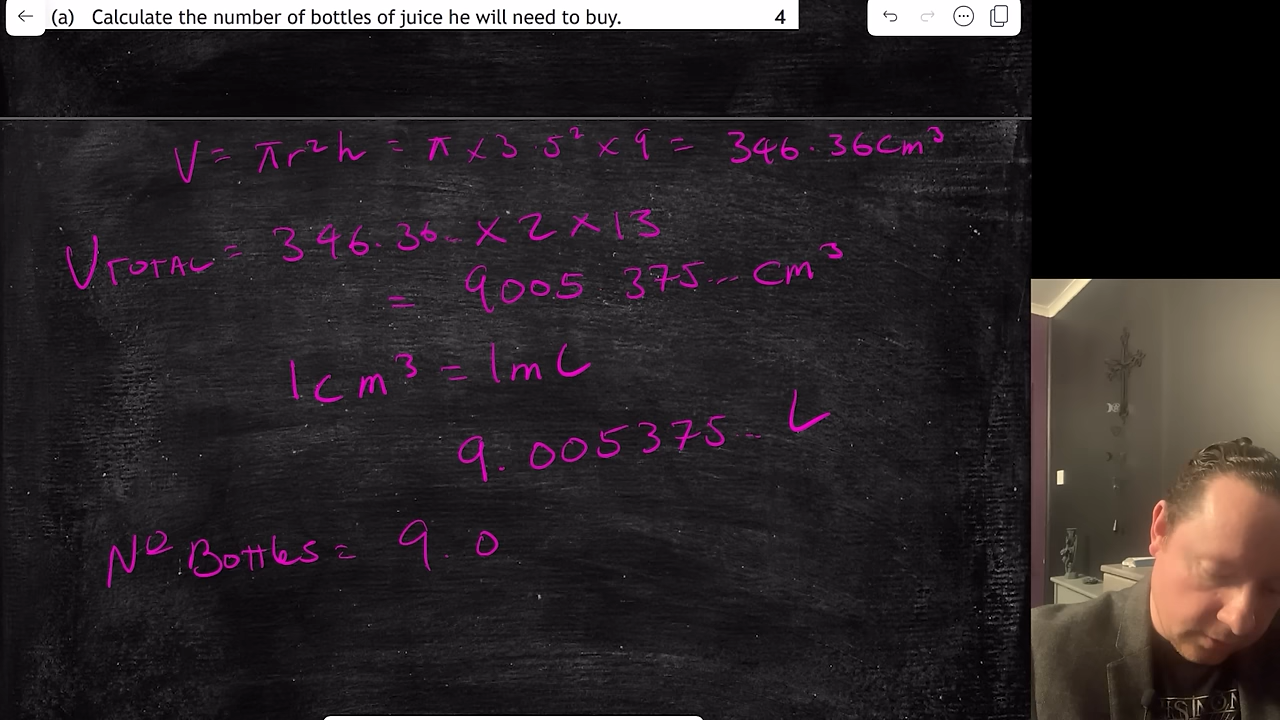 (a) Calculate the number of bottles of juice he will need to buy. 4
V = πr²h = π × 3.5² × 9 = 346.36cm³
V TOTAL = 346.36.. × 2 × 13
= 9005 375... cm³
1cm³ = 1mL
9.005375... L
Nº Bottles = 9.0